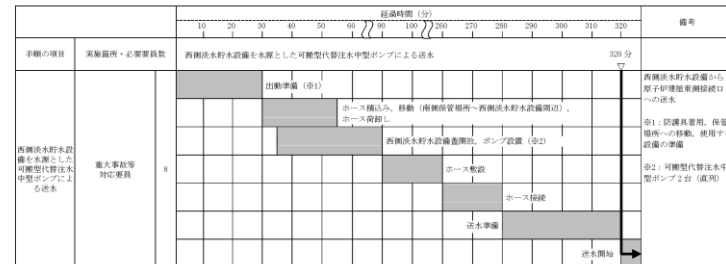 経過時間（分）
備考
10 20 30 40 50 60 80 90 100 255 260 270 280 290 300 310 320
手順の項目
実施箇所・必要要員数
西側淡水貯水設備を水源とした可搬型代替注水中型ポンプによる送水
320 分
西側淡水貯水設備から
原子炉建屋東側接続口
への送水
※1：防護具着用，保管
場所への移動，使用する
設備の準備
※2：可搬型代替注水中
型ポンプ 2 台（直列）
西側淡水貯水設
備を水源とした
可搬型代替注水
中型ポンプによ
る送水
重大事故等
対応要員
8
出動準備（※1）
ホース積込み，移動（南側保管場所～西側淡水貯水設備周辺），
ホース荷卸し
西側淡水貯水設備蓋開放，ポンプ設置（※2）
ホース敷設
ホース接続
送水準備
送水開始